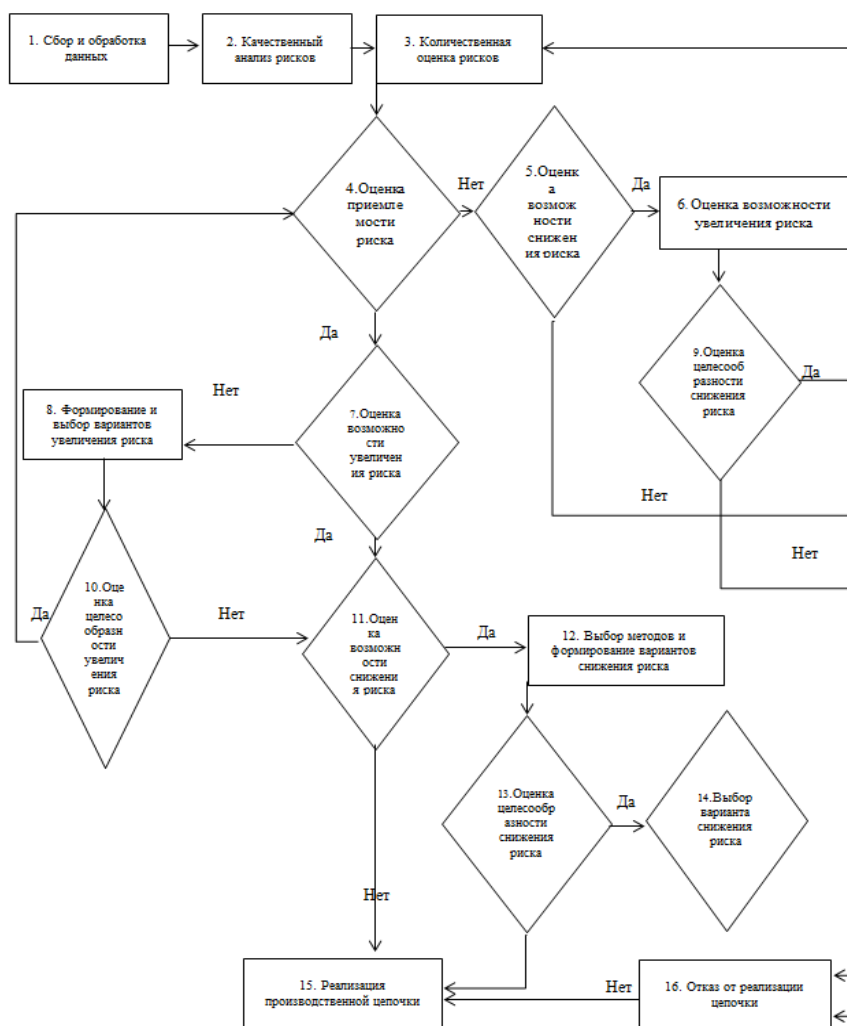 1. Сбор и обработка
данных
2. Качественный
анализ рисков
3. Количественная
оценка рисков
4.Оценка
приемле
мости
риска
Нет
5.Оценк
а
возмож
ности
снижен
ия риска
Да
6. Оценка возможности
увеличения риска
Да
9.Оценка
целесооб
разности
снижения
риска
Да
Нет
8. Формирование и
выбор вариантов
увеличения риска
7.Оценка
возможно
сти
увеличен
ия риска
Нет
Да
Нет
10.Оце
нка
целесо
образн
ости
увелич
ения
риска
Да
Нет
11.Оцен
ка
возможн
ости
снижени
я риска
Да
12. Выбор методов и
формирование вариантов
снижения риска
13.Оценка
целесообр
азности
снижения
риска
Да
14.Выбор
варианта
снижения
риска
Нет
15. Реализация
производственной цепочки
Нет
16. Отказ от реализации
цепочки